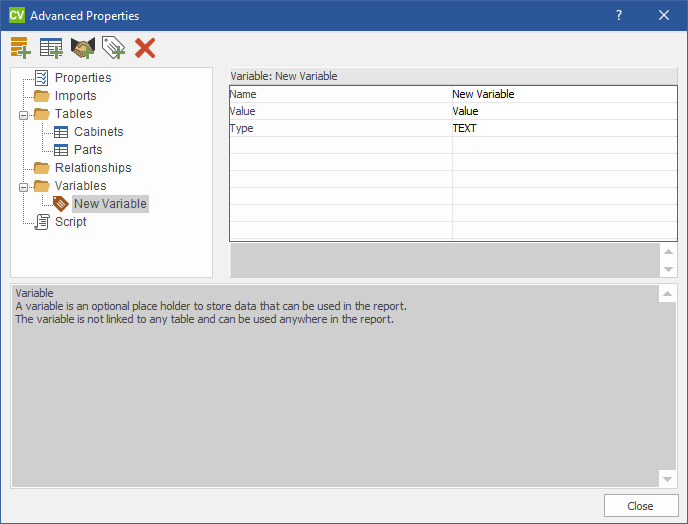 CV Advanced Properties ?
Properties
Imports
Tables
Cabinets
Parts
Relationships
Variables
New Variable
Script
Variable: New Variable
Name New Variable
Value Value
Type TEXT
Variable
A variable is an optional place holder to store data that can be used in the report.
The variable is not linked to any table and can be used anywhere in the report.
Close